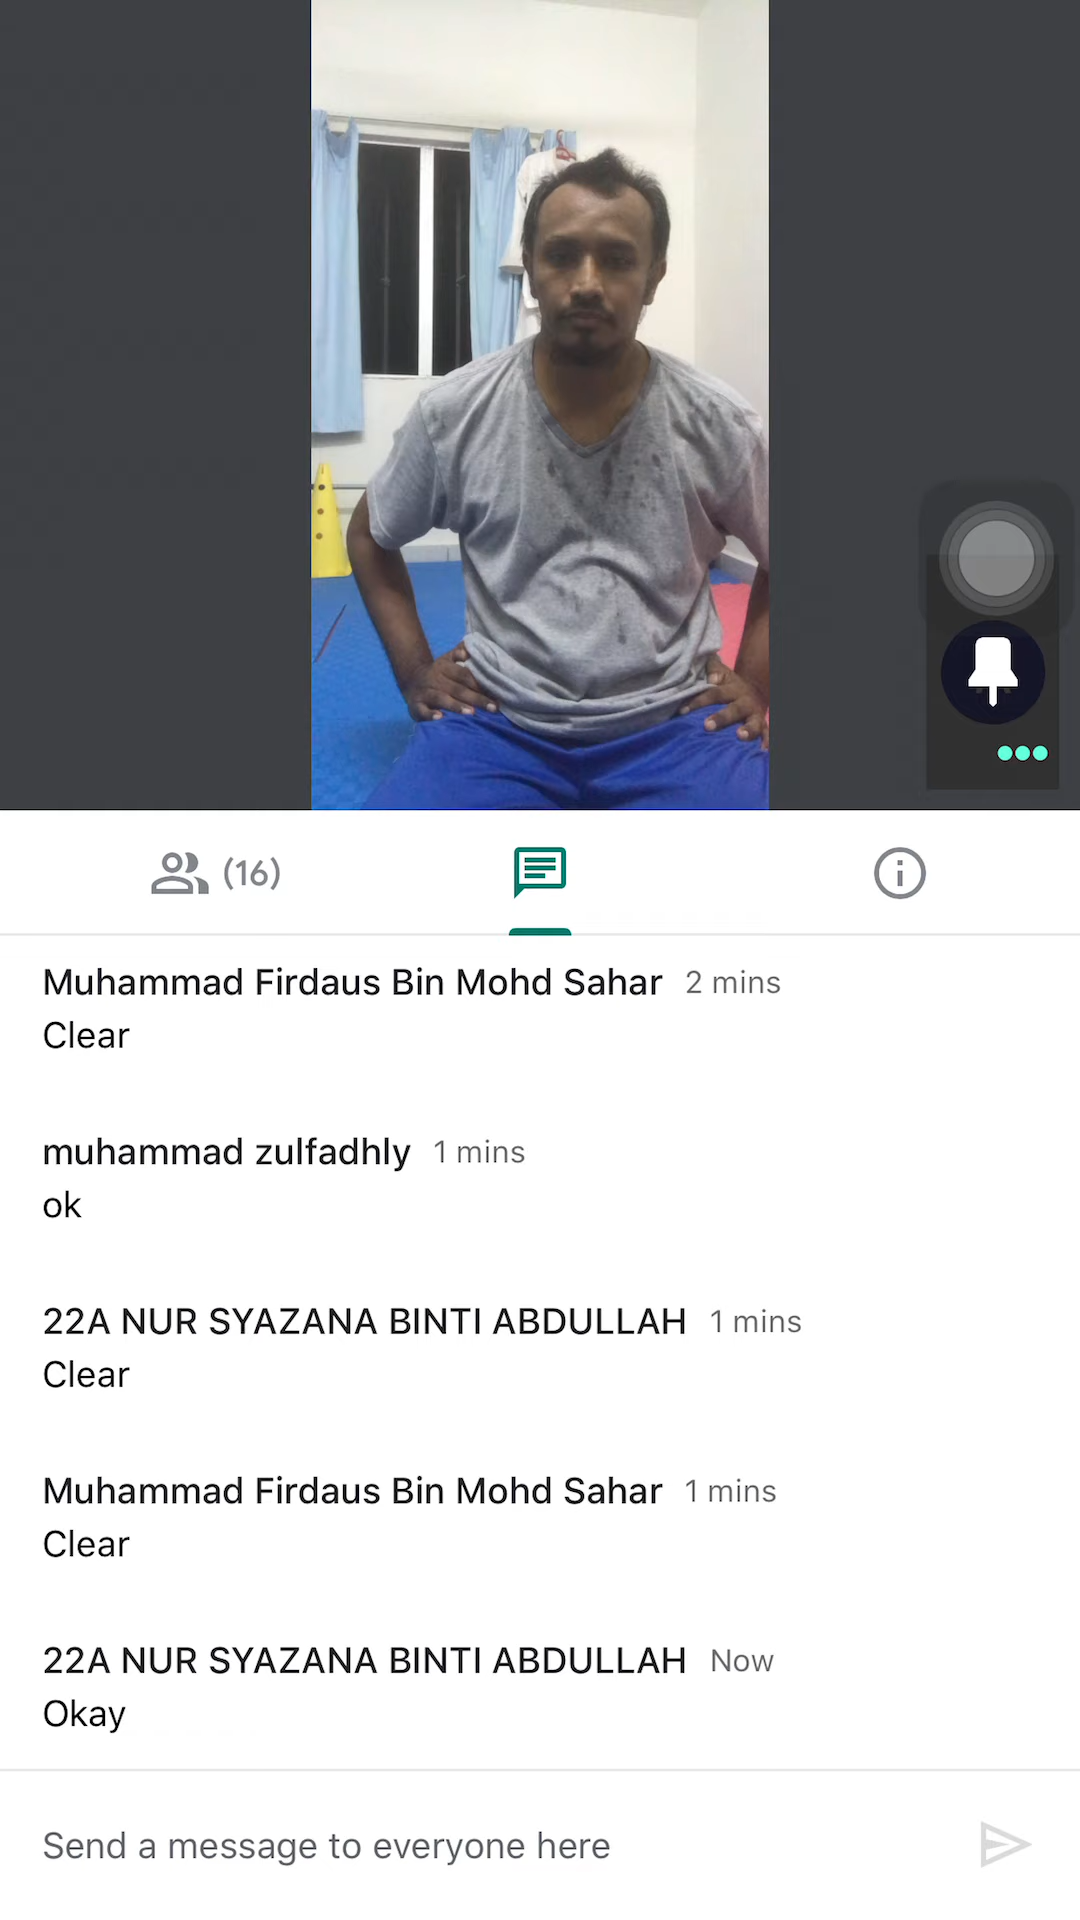 (16)
Muhammad Firdaus Bin Mohd Sahar 2 mins
Clear
muhammad zulfadhly 1 mins
ok
22A NUR SYAZANA BINTI ABDULLAH 1 mins
Clear
Muhammad Firdaus Bin Mohd Sahar 1 mins
Clear
22A NUR SYAZANA BINTI ABDULLAH Now
Okay
Send a message to everyone here